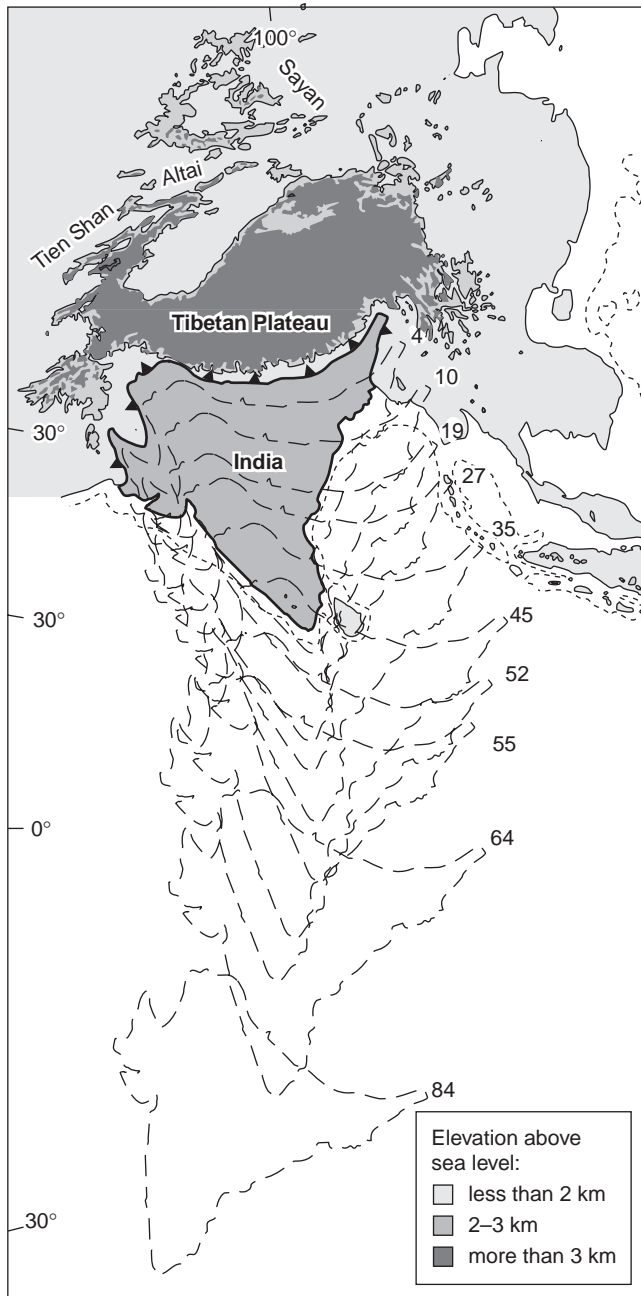 100°
Sayan
Altai
Tien Shan
Tibetan Plateau
4
10
30°
19
India
27
35
30°
45
52
55
0°
64
84
Elevation above
sea level:
less than 2 km
2–3 km
more than 3 km
30°